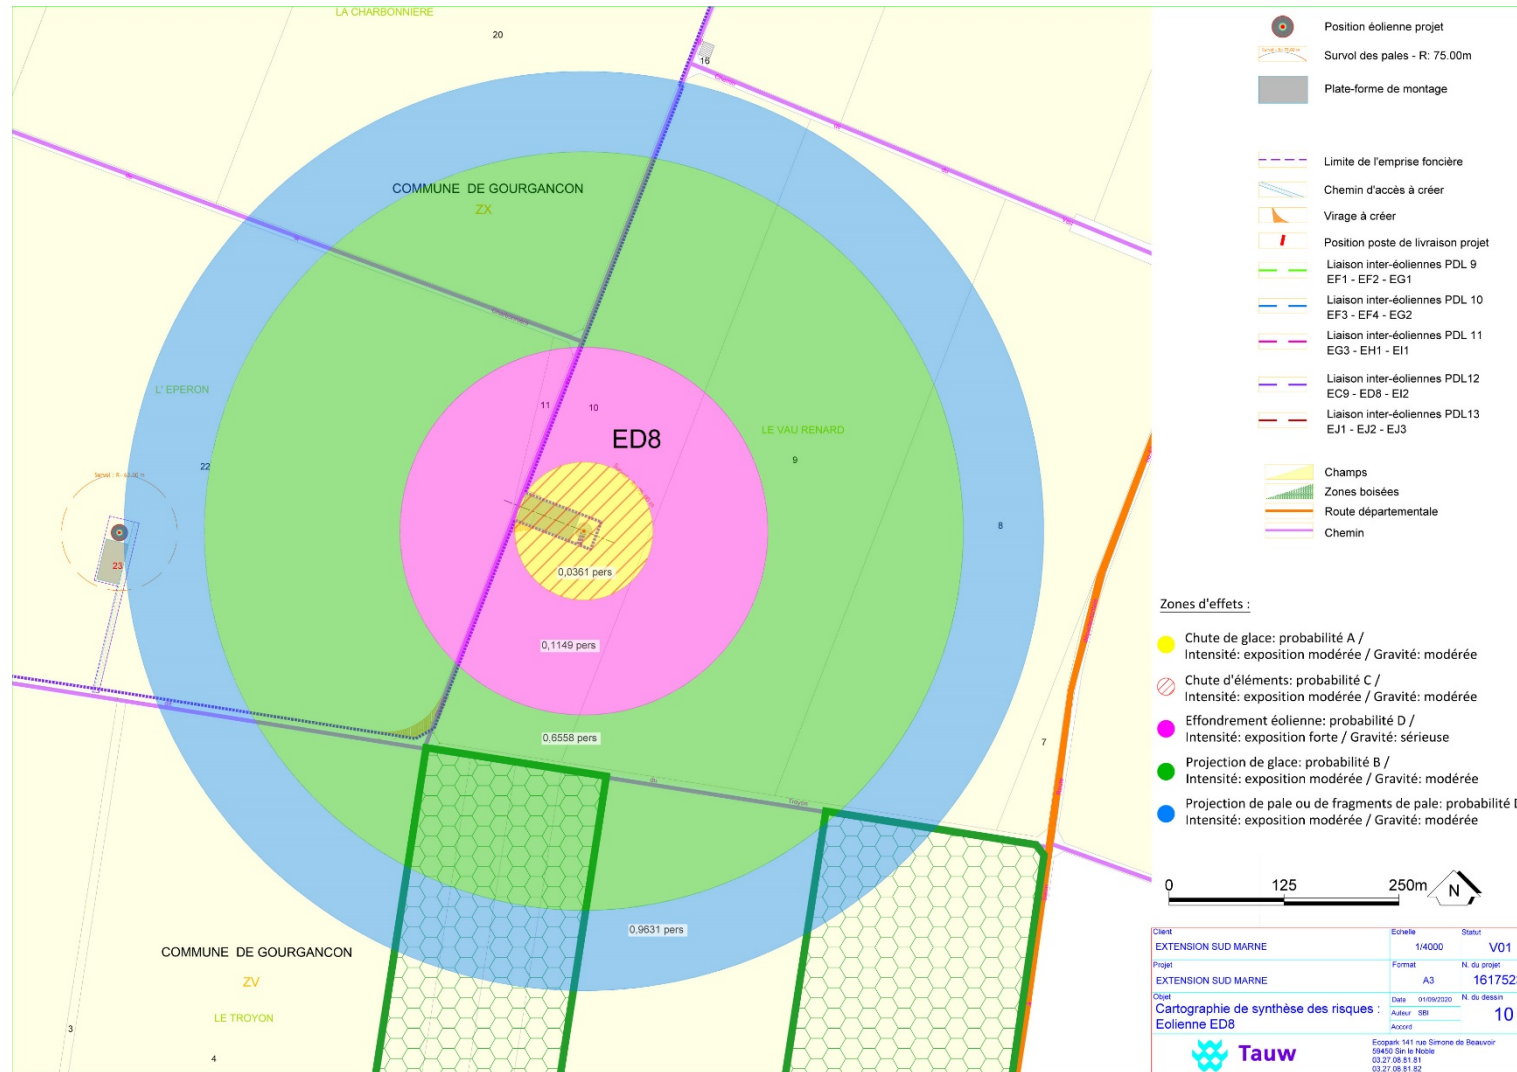 LA CHARBONNIERE
20
16
COMMUNE DE GOURGANCON
ZX
L' EPERON
22
11
10
ED8
LE VAU RENARD
9
8
23
0,0361 pers
0,1149 pers
0,6558 pers
du
Troyon
7
0,9631 pers
COMMUNE DE GOURGANCON
ZV
LE TROYON
3
4
Position éolienne projet
Survol des pales - R: 75.00m
Plate-forme de montage
Limite de l'emprise foncière
Chemin d'accès à créer
Virage à créer
Position poste de livraison projet
Liaison inter-éoliennes PDL 9
EF1 - EF2 - EG1
Liaison inter-éoliennes PDL 10
EF3 - EF4 - EG2
Liaison inter-éoliennes PDL 11
EG3 - EH1 - EI1
Liaison inter-éoliennes PDL12
EC9 - ED8 - EI2
Liaison inter-éoliennes PDL13
EJ1 - EJ2 - EJ3
Champs
Zones boisées
Route départementale
Chemin
Zones d'effets :
Chute de glace: probabilité A /
Intensité: exposition modérée / Gravité: modérée
Chute d'éléments: probabilité C /
Intensité: exposition modérée / Gravité: modérée
Effondrement éolienne: probabilité D /
Intensité: exposition forte / Gravité: sérieuse
Projection de glace: probabilité B /
Intensité: exposition modérée / Gravité: modérée
Projection de pale ou de fragments de pale: probabilité D
Intensité: exposition modérée / Gravité: modérée
0 125 250m
N
Client
EXTENSION SUD MARNE
Echelle
1/4000
Statut
V01
Projet
EXTENSION SUD MARNE
Format
A3
N. du projet
1617523
Objet
Cartographie de synthèse des risques :
Eolienne ED8
Date 01/09/2020
Auteur SBI
Accord
N. du dessin
10
Tauw
Ecopark 141 rue Simone de Beauvoir
59450 Sin le Noble
03.27.08.81.81
03.27.08.81.82